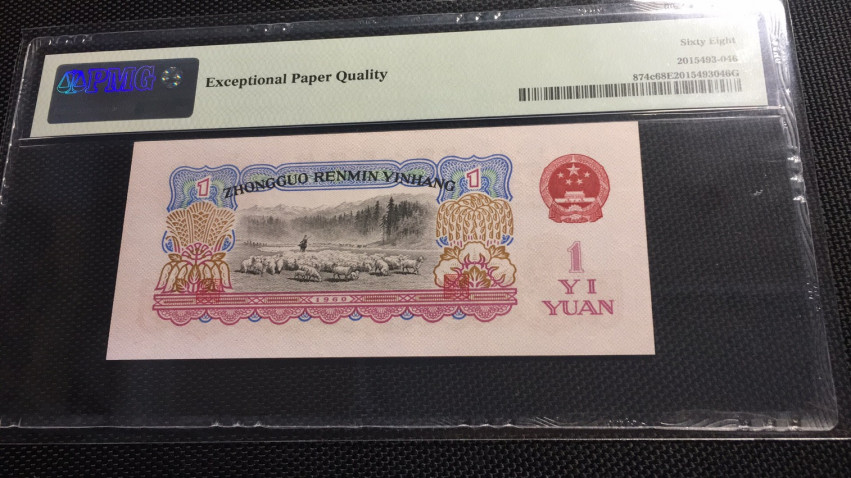 PMG
Exceptional Paper Quality
Sixty Eight
2015493-046
874c68E2015493046G
1
ZHONGGUO RENMIN YINHANG
1
1960
1
YI
YUAN